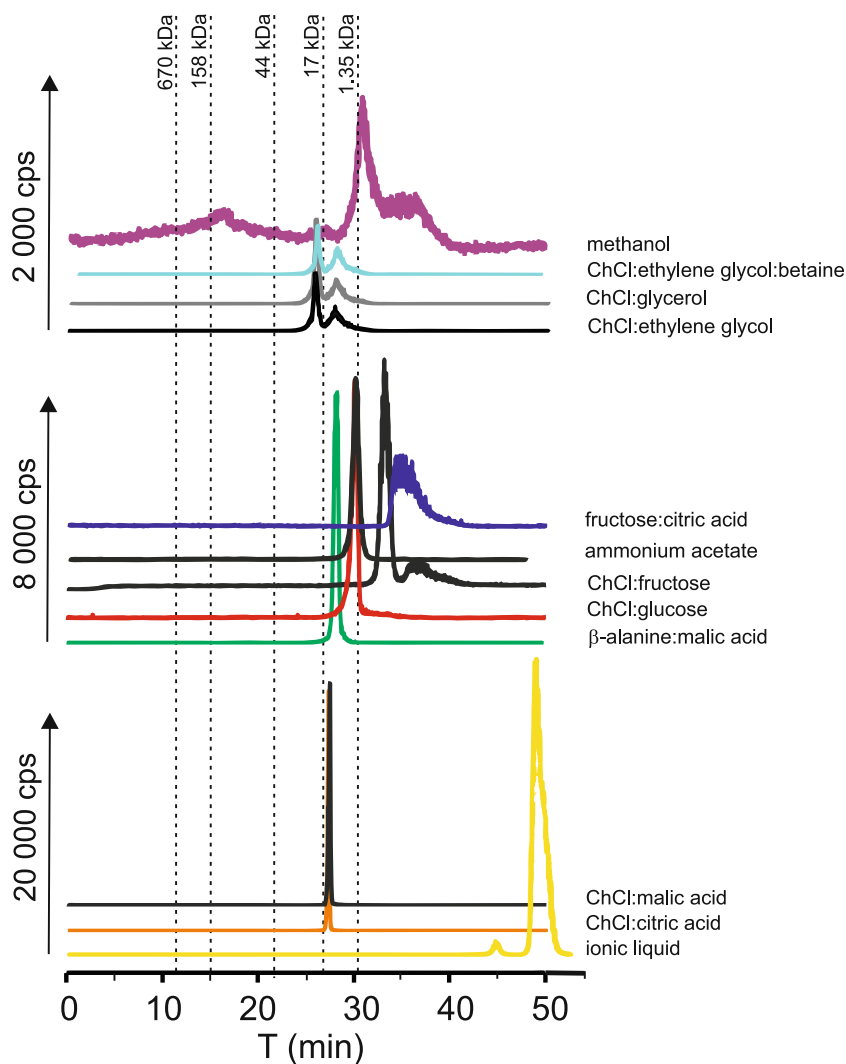 670 kDa
158 kDa
44 kDa
17 kDa
1.35 kDa
2 000 cps
methanol
ChCl:ethylene glycol:betaine
ChCl:glycerol
ChCl:ethylene glycol
8 000 cps
fructose:citric acid
ammonium acetate
ChCl:fructose
ChCl:glucose
β-alanine:malic acid
20 000 cps
ChCl:malic acid
ChCl:citric acid
ionic liquid
0 10 20 30 40 50
T (min)